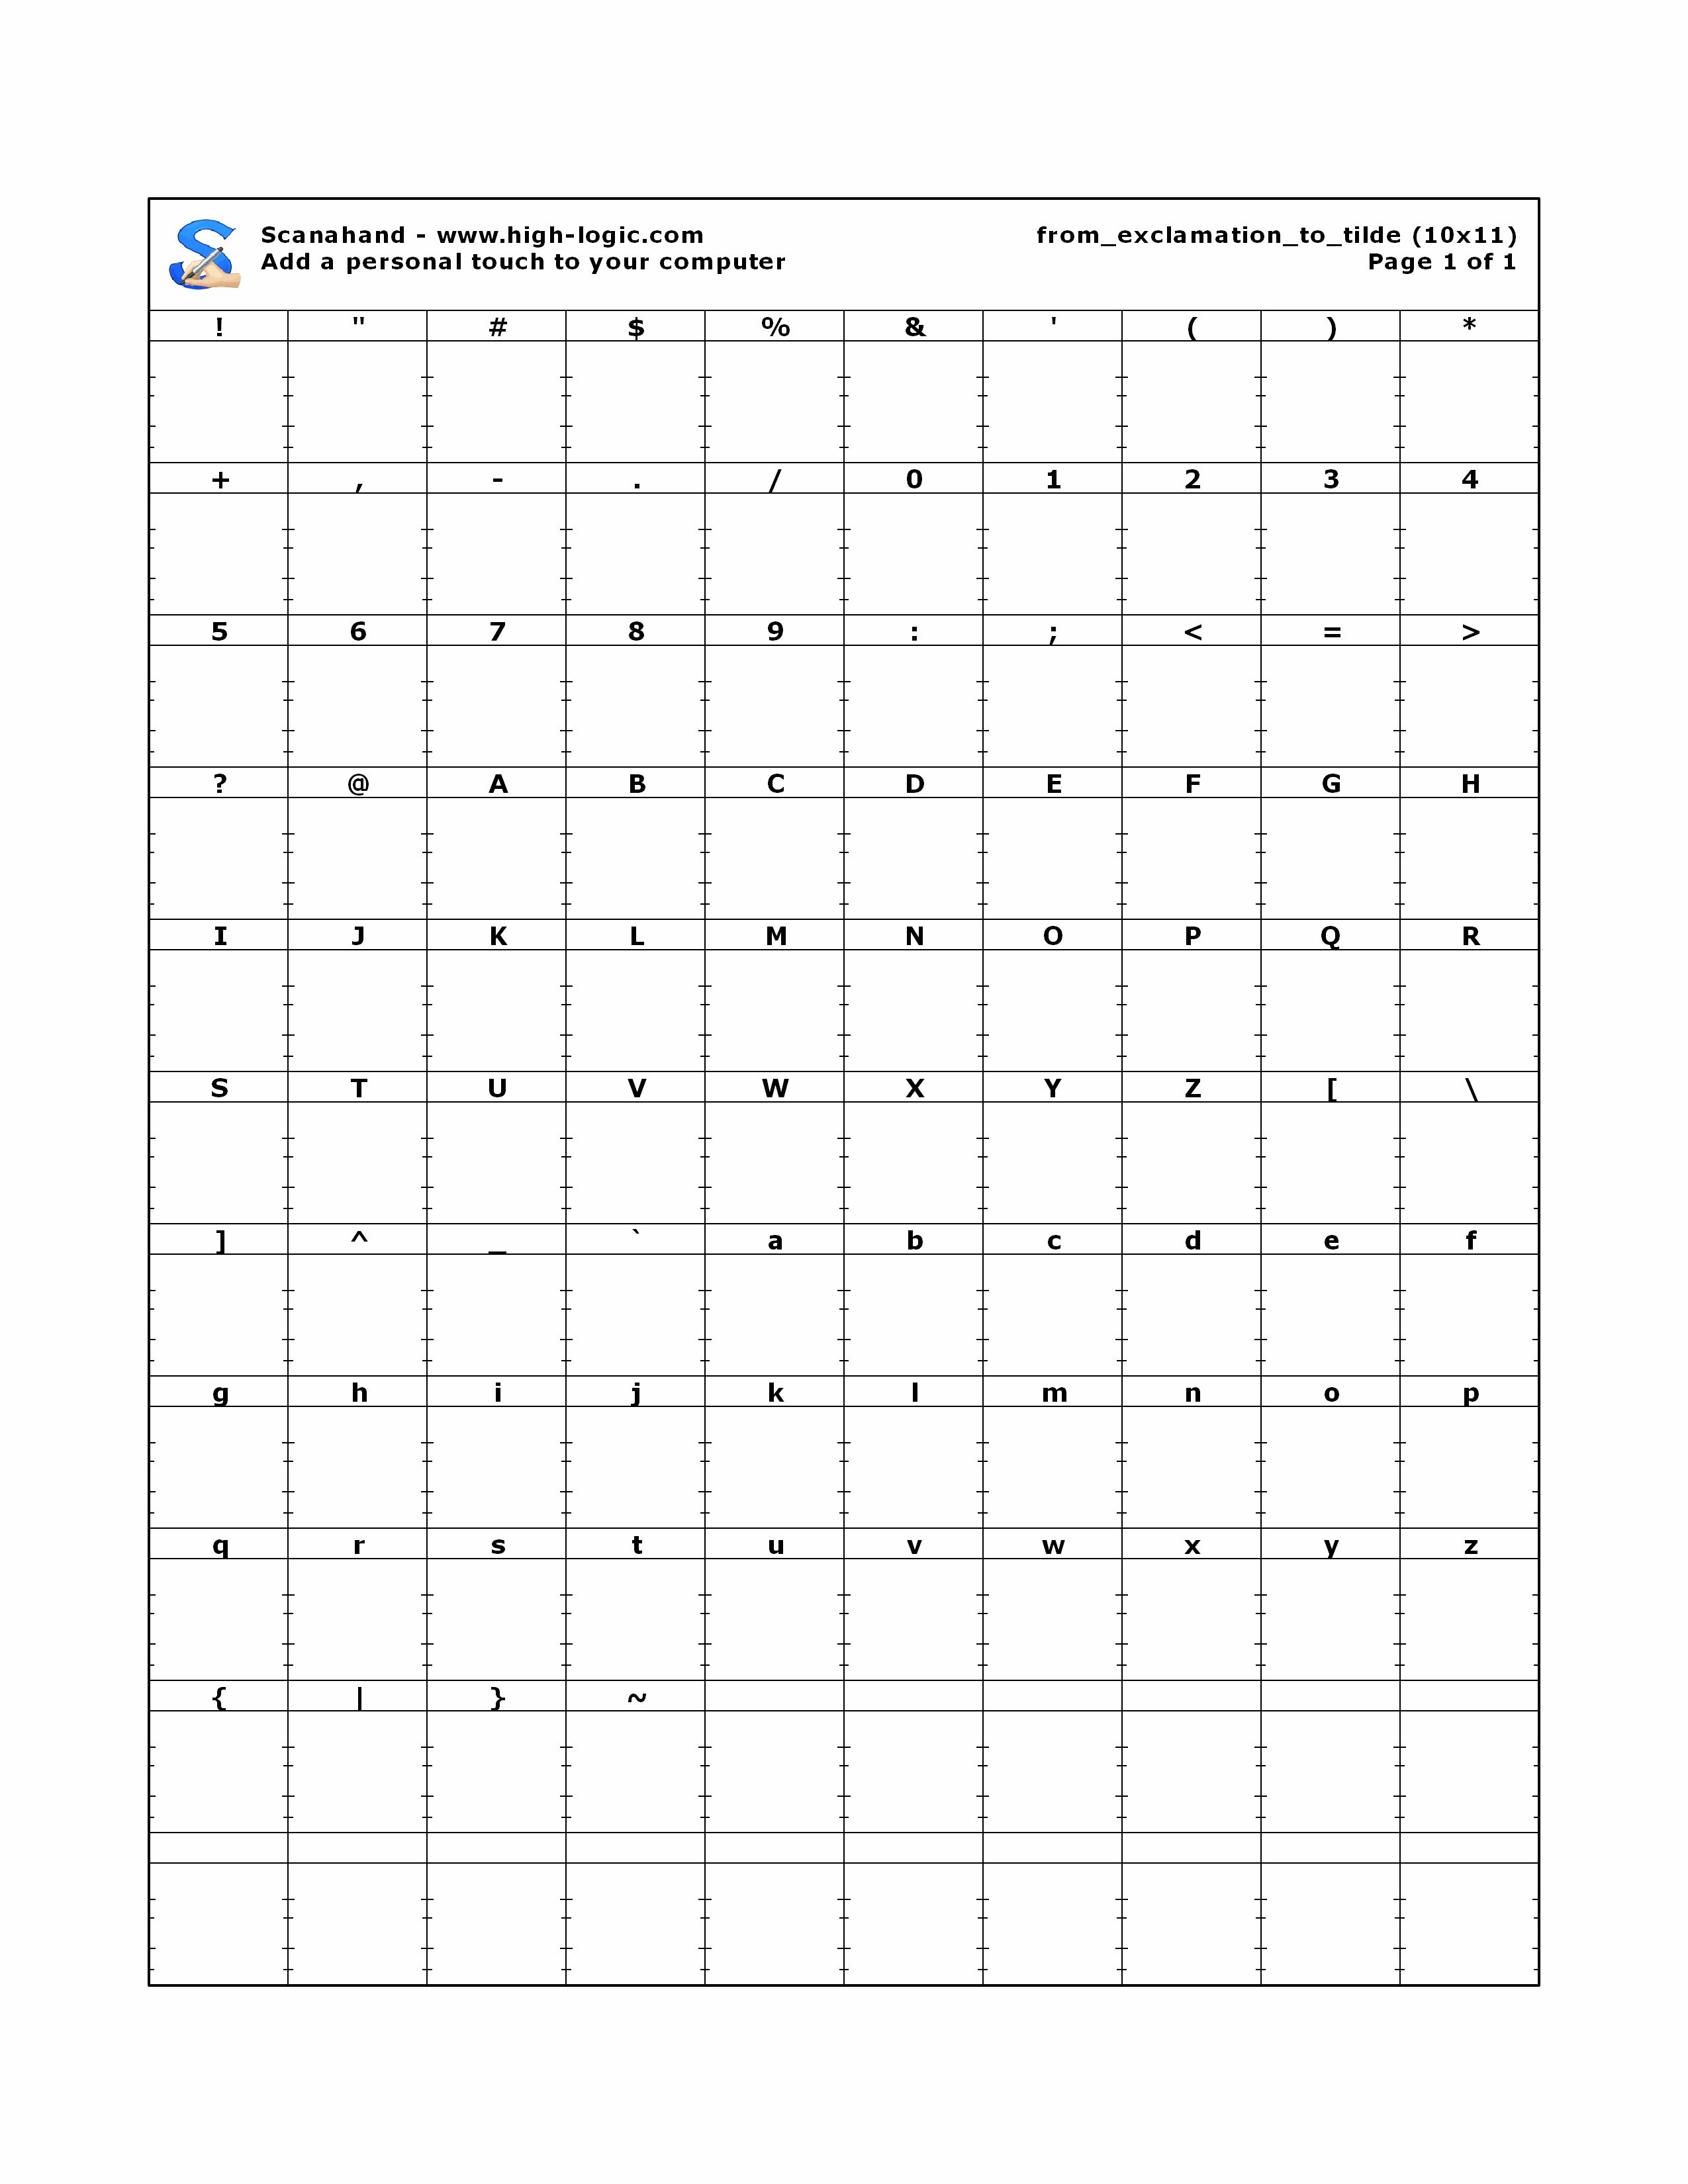 Scanahand - www.high-logic.com from_exclamation_to_tilde (10x11)
Add a personal touch to your computer Page 1 of 1
! " # $ % & ' ( ) *
+ , - . / 0 1 2 3 4
5 6 7 8 9 : ; < = >
? @ A B C D E F G H
I J K L M N O P Q R
S T U V W X Y Z [ \
] ^ _ ` a b c d e f
g h i j k l m n o p
q r s t u v w x y z
{ | } ~